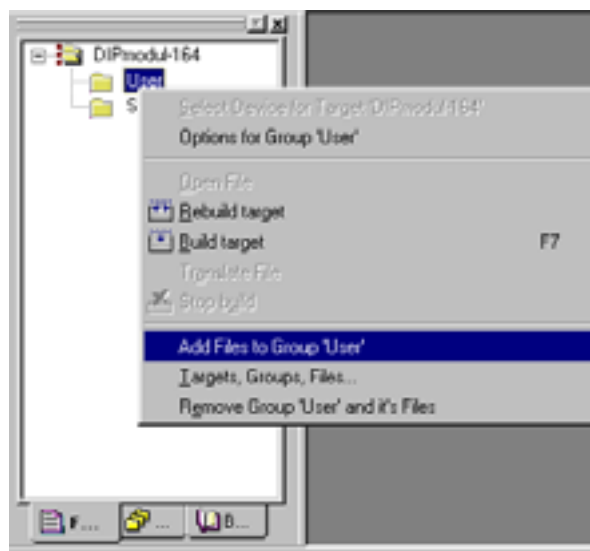 DIPmodul-164
User
S
Select Device for Target 'DIPmodul-164'
Options for Group 'User'
Open File
Rebuild target
Build target F7
Translate File
Stop build
Add Files to Group 'User'
Targets, Groups, Files...
Remove Group 'User' and it's Files
F... ... B...